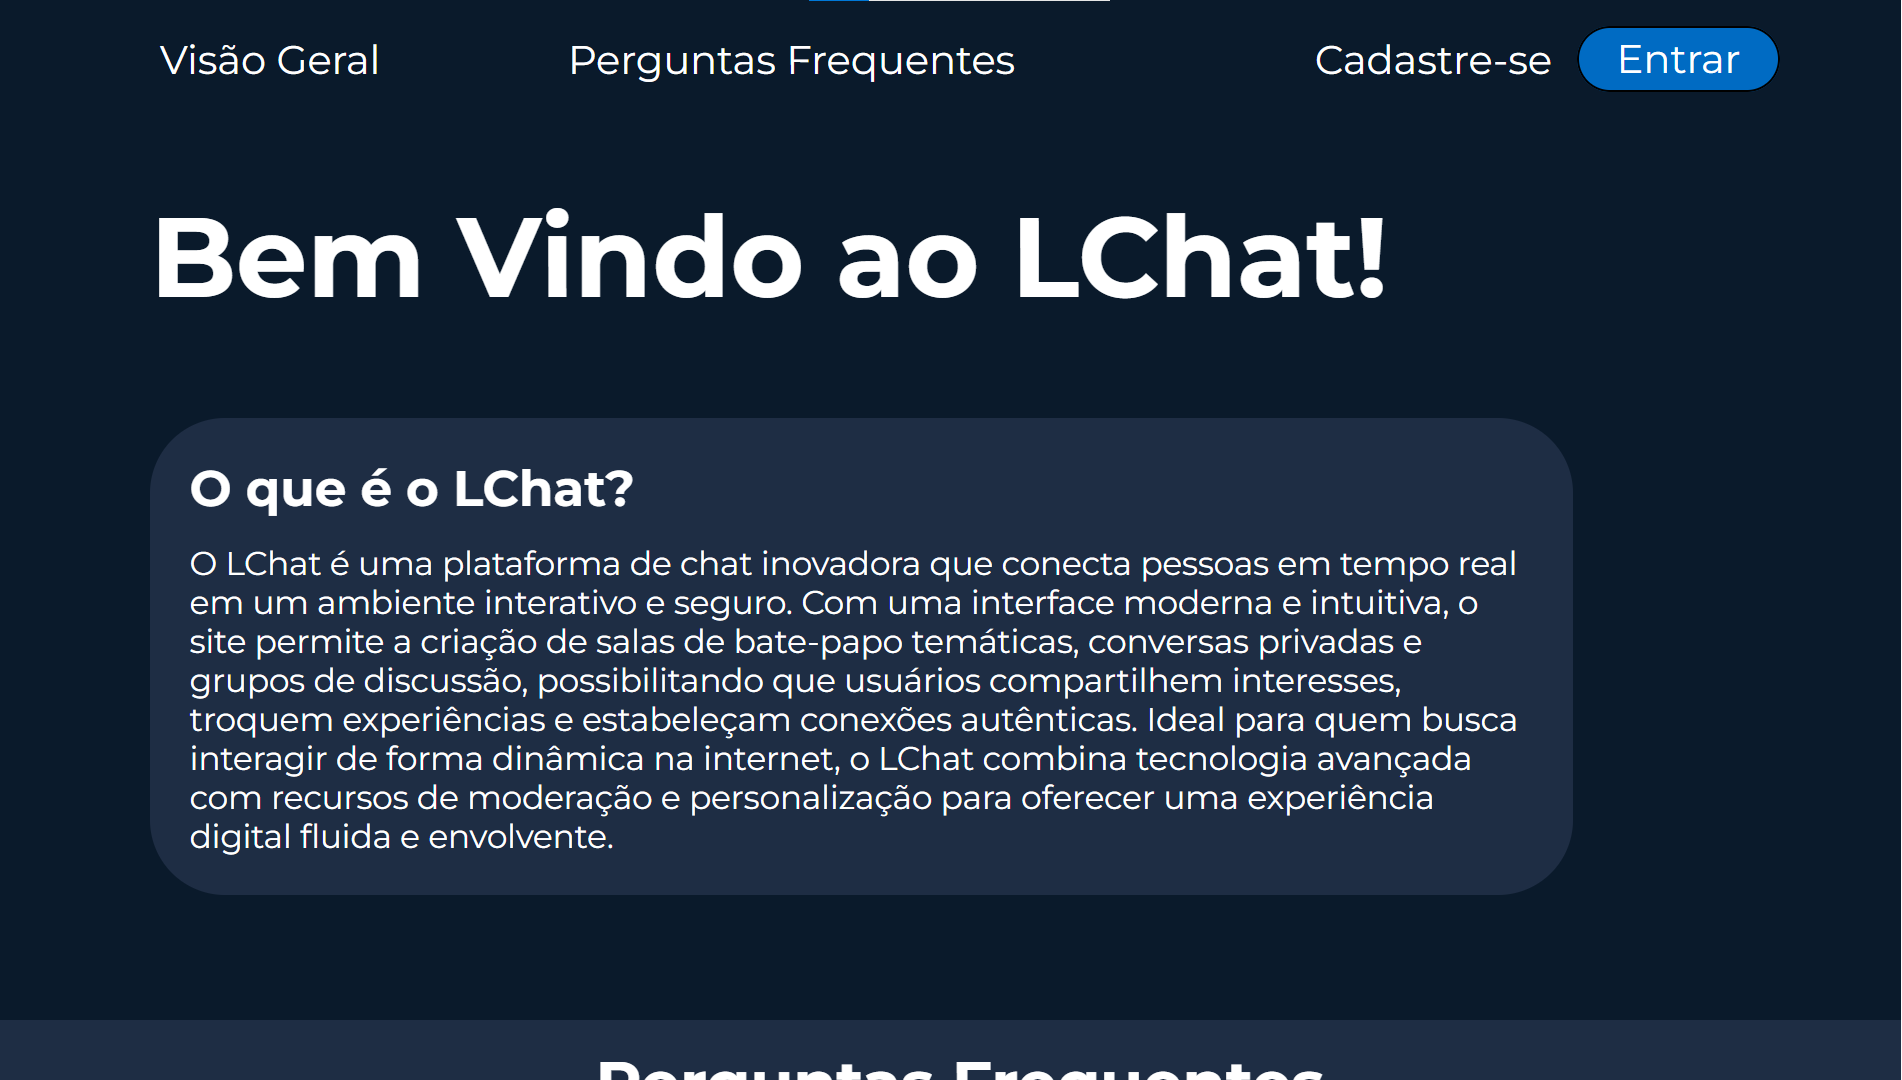 Visão Geral
Perguntas Frequentes
Cadastre-se
Entrar
Bem Vindo ao LChat!
O que é o LChat?
O LChat é uma plataforma de chat inovadora que conecta pessoas em tempo real
em um ambiente interativo e seguro. Com uma interface moderna e intuitiva, o
site permite a criação de salas de bate-papo temáticas, conversas privadas e
grupos de discussão, possibilitando que usuários compartilhem interesses,
troquem experiências e estabeleçam conexões autênticas. Ideal para quem busca
interagir de forma dinâmica na internet, o LChat combina tecnologia avançada
com recursos de moderação e personalização para oferecer uma experiência
digital fluida e envolvente.
Perguntas Frequentes